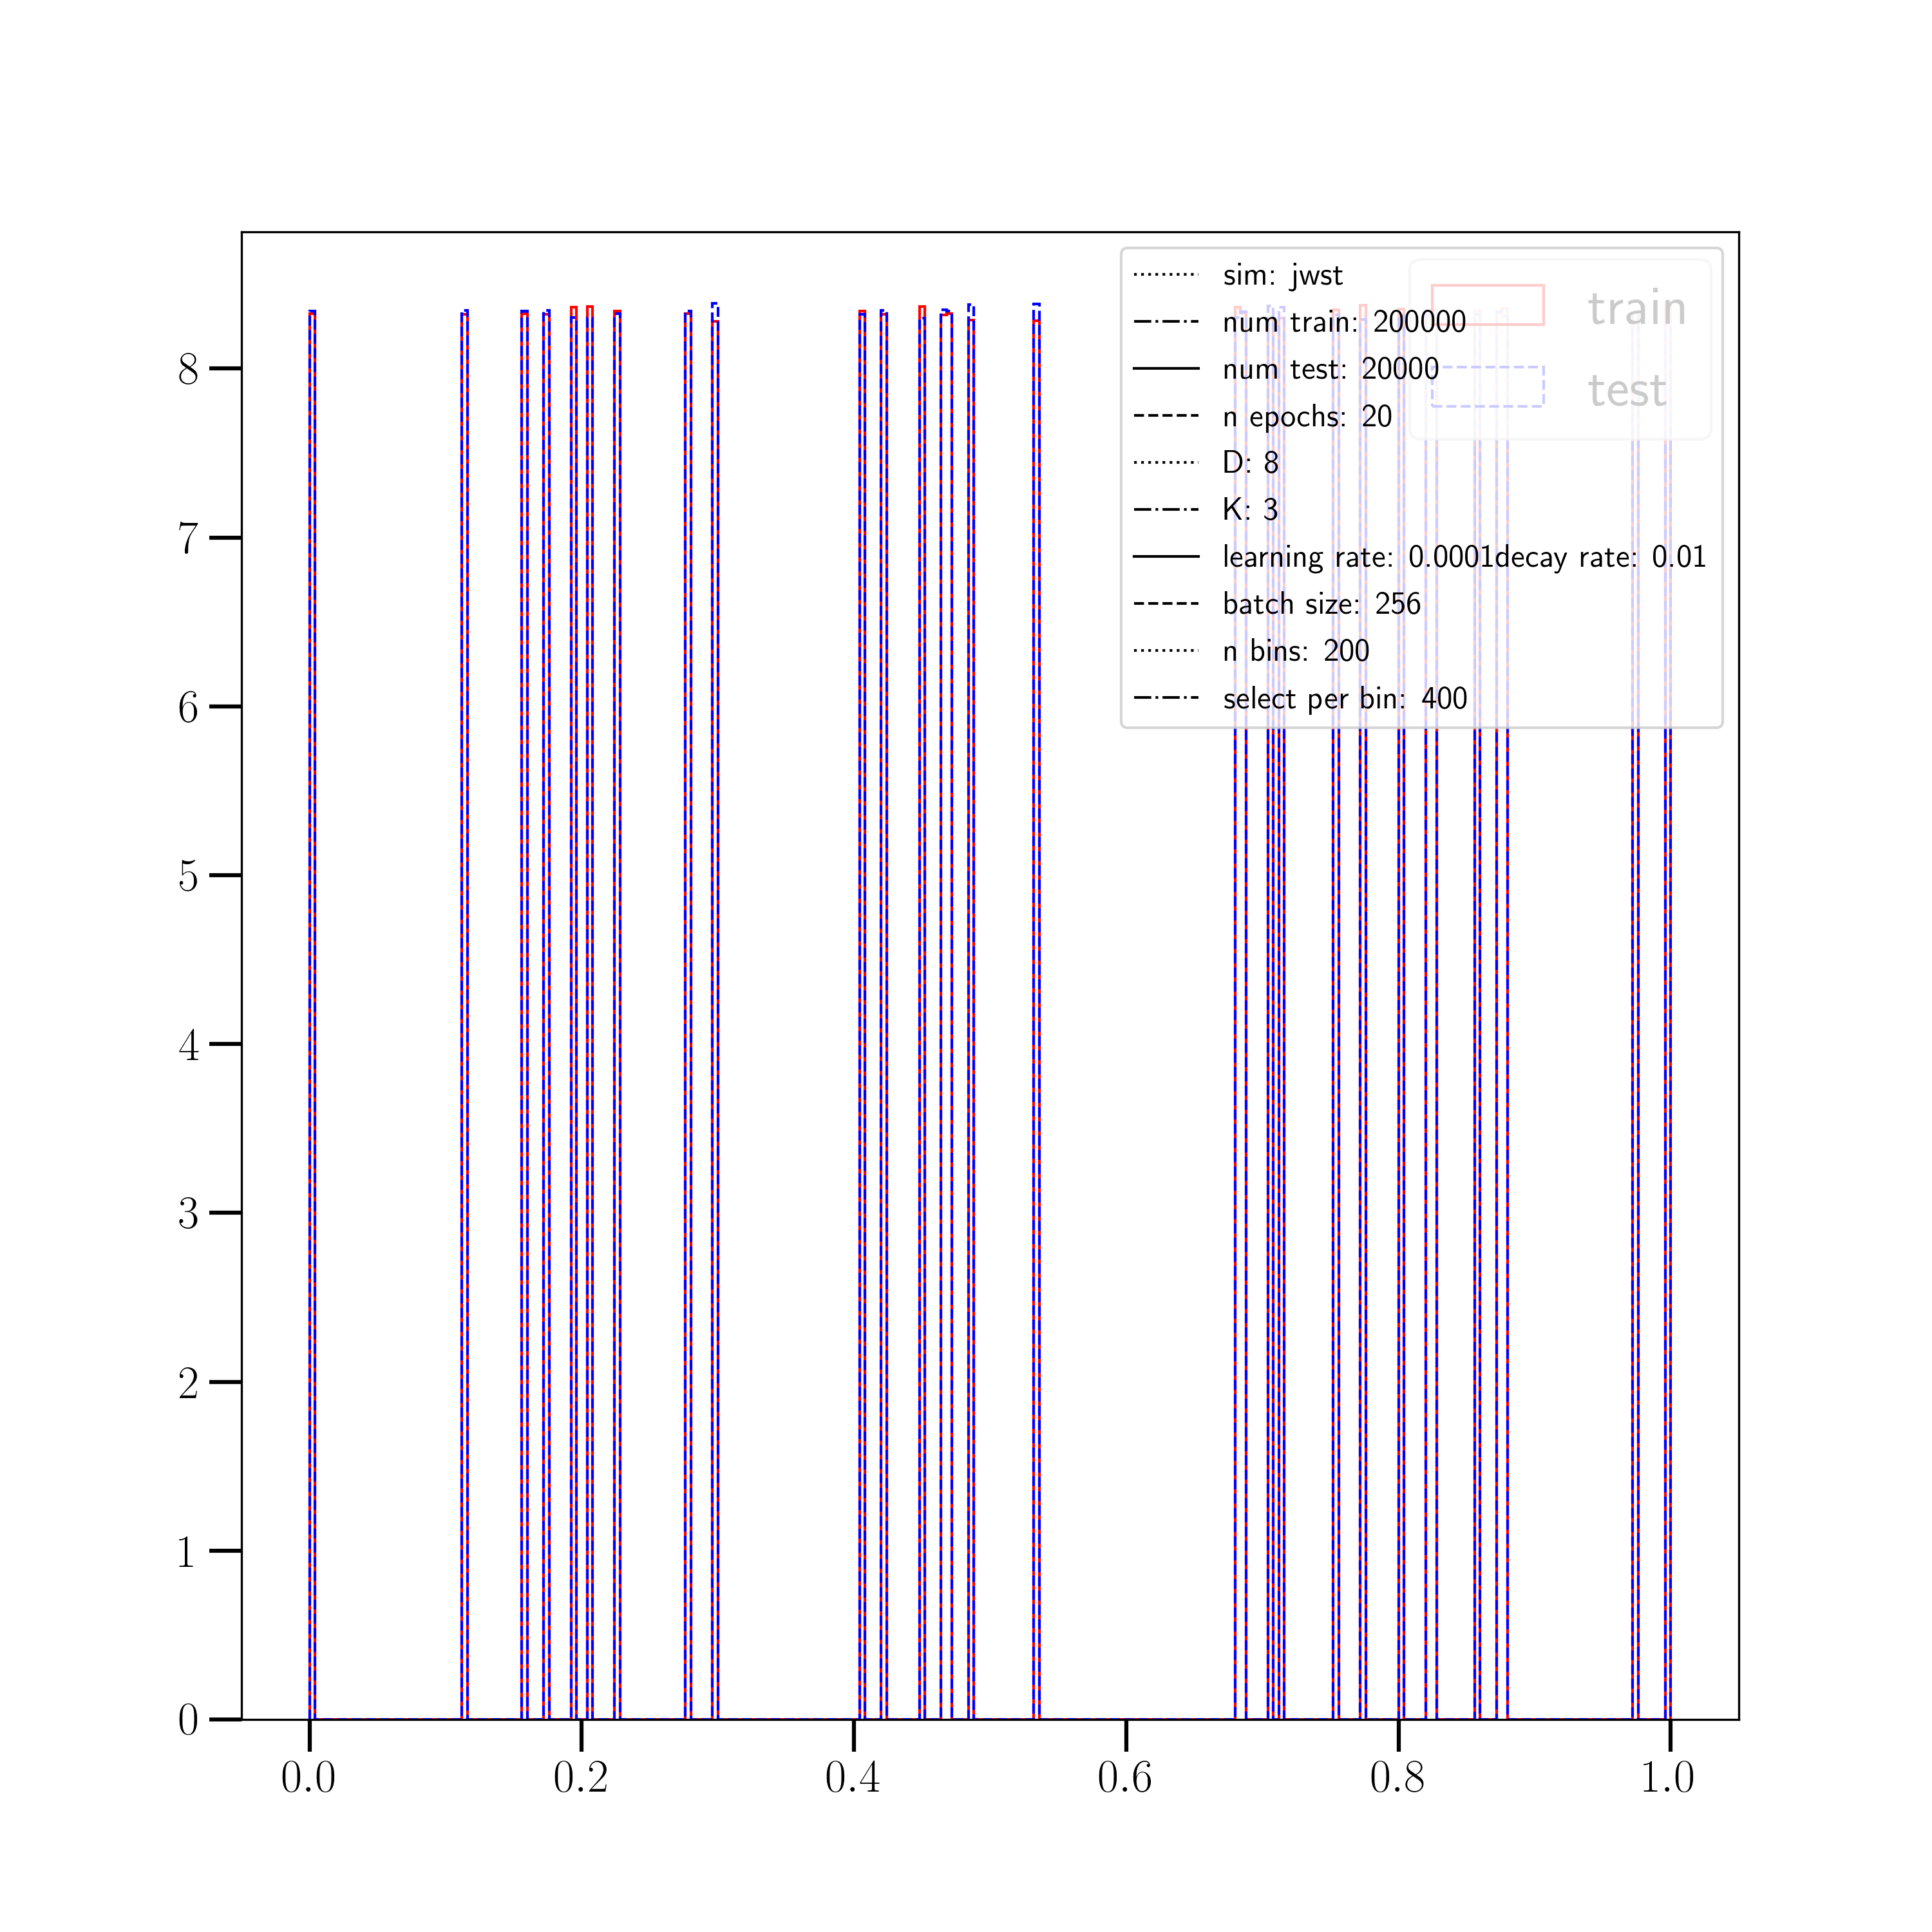 sim: jwst
num train: 200000
num test: 20000
n epochs: 20
D: 8
K: 3
learning rate: 0.0001decay rate: 0.01
batch size: 256
n bins: 200
select per bin: 400
train
test
8
7
6
5
4
3
2
1
0
0.0 0.2 0.4 0.6 0.8 1.0